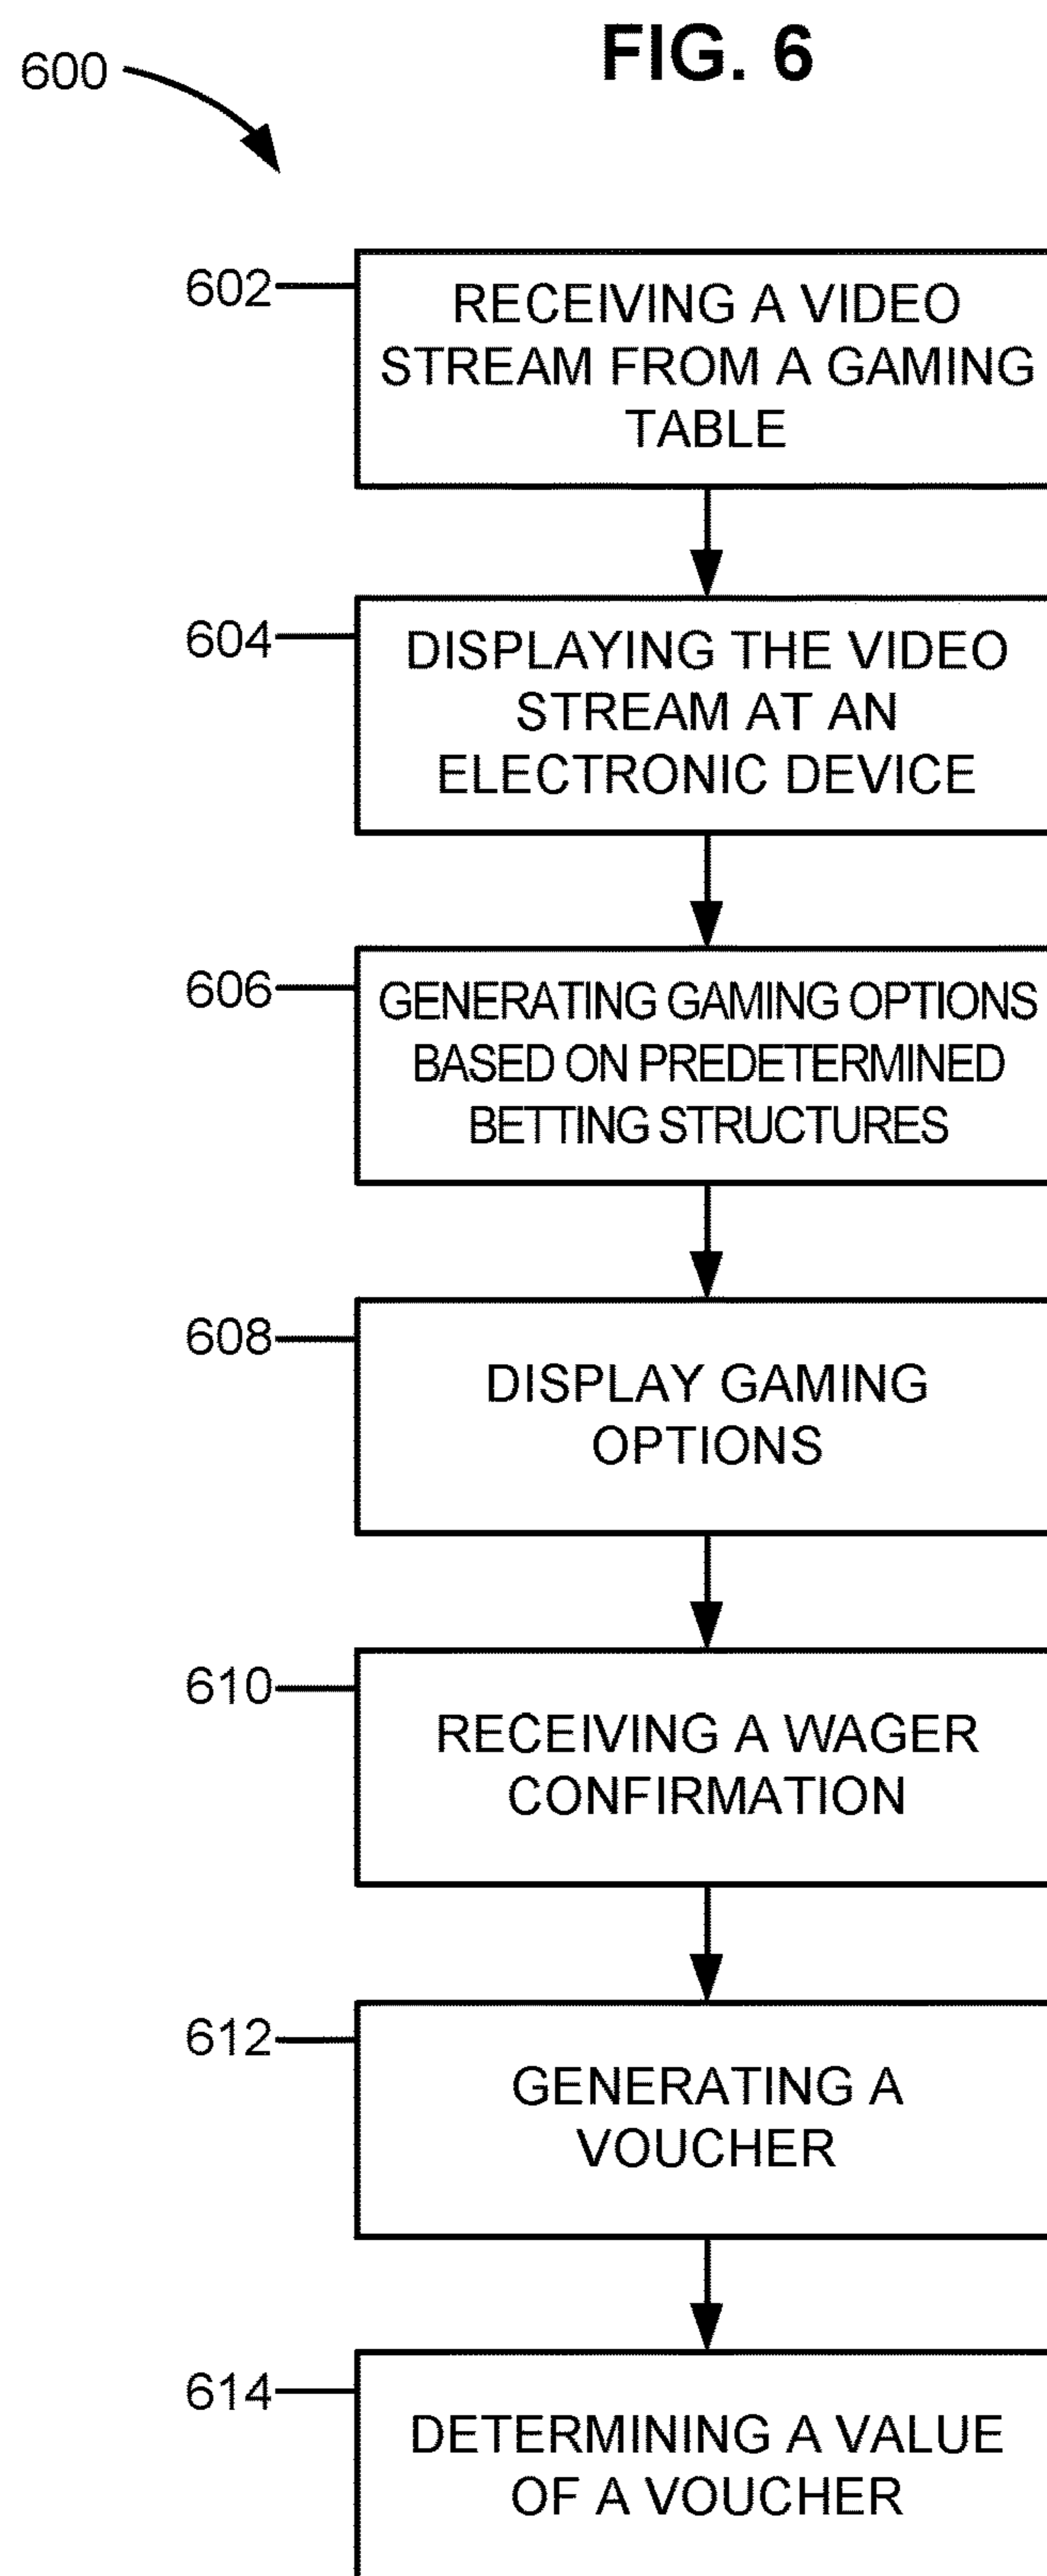 FIG. 6
600
602
RECEIVING A VIDEO
STREAM FROM A GAMING
TABLE
604
DISPLAYING THE VIDEO
STREAM AT AN
ELECTRONIC DEVICE
606
GENERATING GAMING OPTIONS
BASED ON PREDETERMINED
BETTING STRUCTURES
608
DISPLAY GAMING
OPTIONS
610
RECEIVING A WAGER
CONFIRMATION
612
GENERATING A
VOUCHER
614
DETERMINING A VALUE
OF A VOUCHER